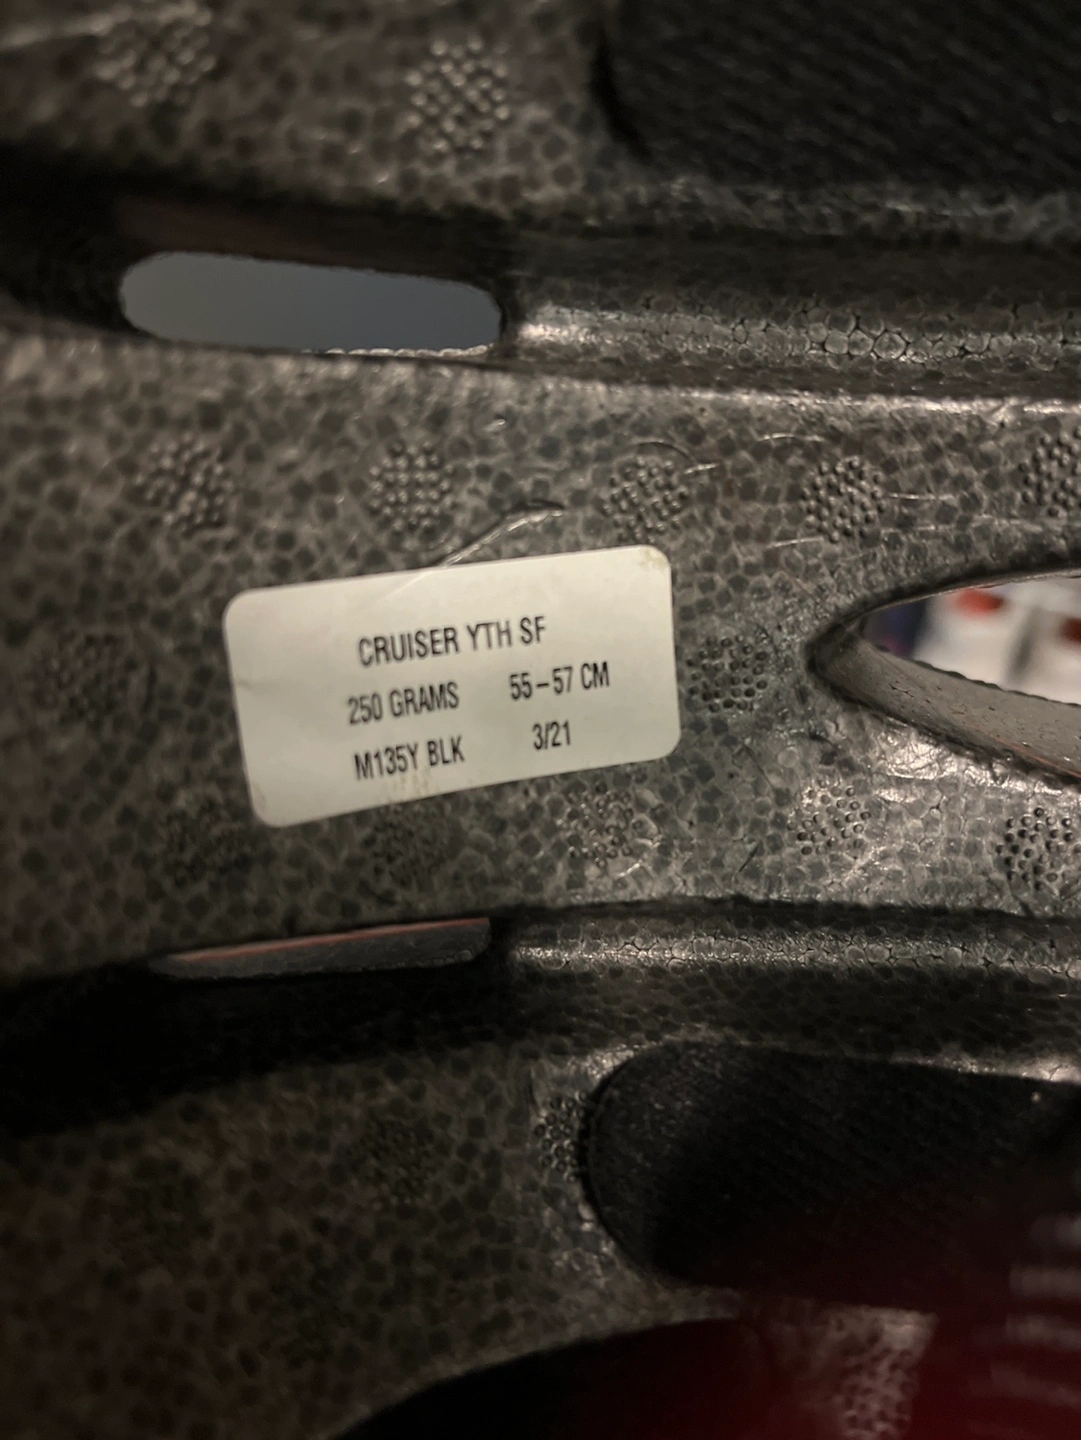 CRUISER YTH SF
250 GRAMS 55-57 CM
M135Y BLK 3/21